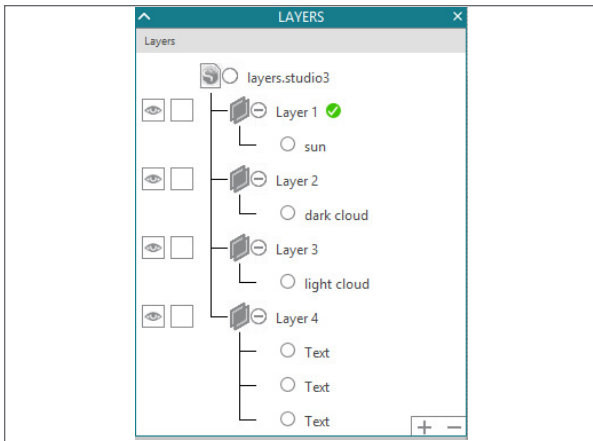 LAYERS
Layers
layers.studio3
Layer 1
sun
Layer 2
dark cloud
Layer 3
light cloud
Layer 4
Text
Text
Text